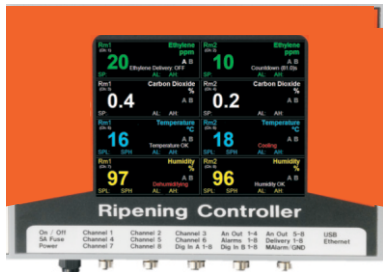 Rm1 Ethylene Rm2 Ethylene
ppm ppm
20 A B 10 A B
Ethylene Delivery: OFF Countdown (81:0)s
SP: AL: AH: SP: AL: AH:
Rm1 Carbon Dioxide Rm2 Carbon Dioxide
% %
0.4 A B 0.2 A B
SP: AL: AH: SP: AL: AH:
Rm1 Temperature Rm2 Temperature
°C °C
16 A B 18 A B
Temperature OK Cooling
SPL: SPH: AL: AH: SPL: SPH: AL: AH:
Rm1 Humidity Rm2 Humidity
% %
97 A B 96 A B
Dehumidifying Humidity OK
SPL: SPH: AL: AH: SPL: SPH: AL: AH:
Ripening Controller
On / Off Channel 1 Channel 2 Channel 3 An Out 1-4 An Out 5-8 USB
5A Fuse Channel 4 Channel 5 Channel 6 Alarms 1-8 Delivery 1-8 Ethernet
Power Channel 7 Channel 8 Dig In A 1-8 Dig In B 1-8 MAlarm/GND